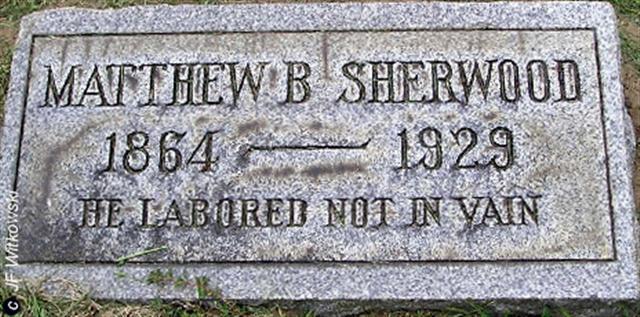 MATTHEW B SHERWOOD
1864 — 1929
HE LABORED NOT IN VAIN
© JF Witkowski